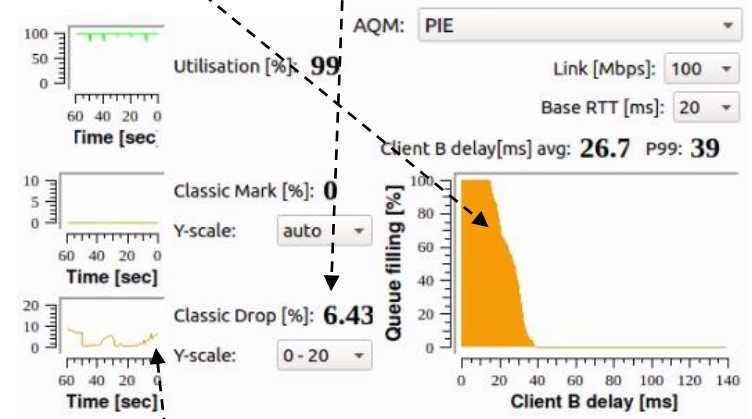 AQM: PIE
Link [Mbps]: 100
Base RTT [ms]: 20
100
50
0
60 40 20 0
Time [sec]
Utilisation [%]: 99
Client B delay[ms] avg: 26.7 P99: 39
10
5
0
60 40 20 0
Time [sec]
Classic Mark [%]: 0
Y-scale: auto
20
10
0
60 40 20 0
Time [sec]
Classic Drop [%]: 6.43
Y-scale: 0 - 20
Queue filling [%]
100
80
60
40
20
0
0 20 40 60 80 100 120 140
Client B delay [ms]